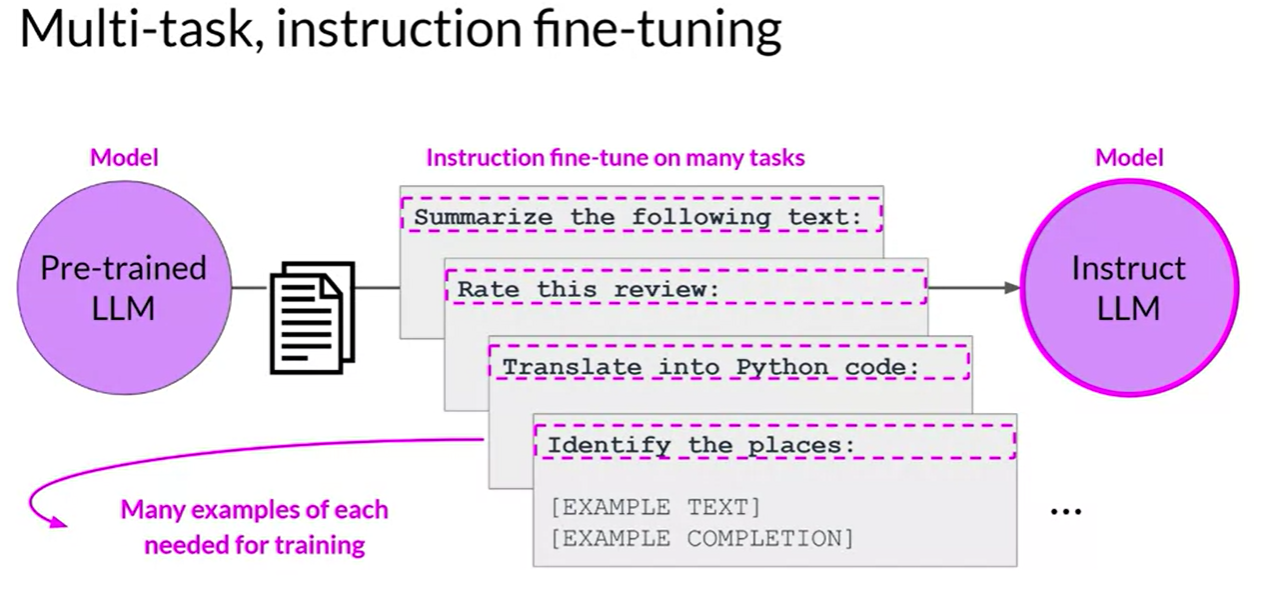 Multi-task, instruction fine-tuning
Model
Instruction fine-tune on many tasks
Model
Pre-trained
LLM
Summarize the following text:
Rate this review:
Translate into Python code:
Identify the places:
[EXAMPLE TEXT]
[EXAMPLE COMPLETION]
...
Instruct
LLM
Many examples of each
needed for training